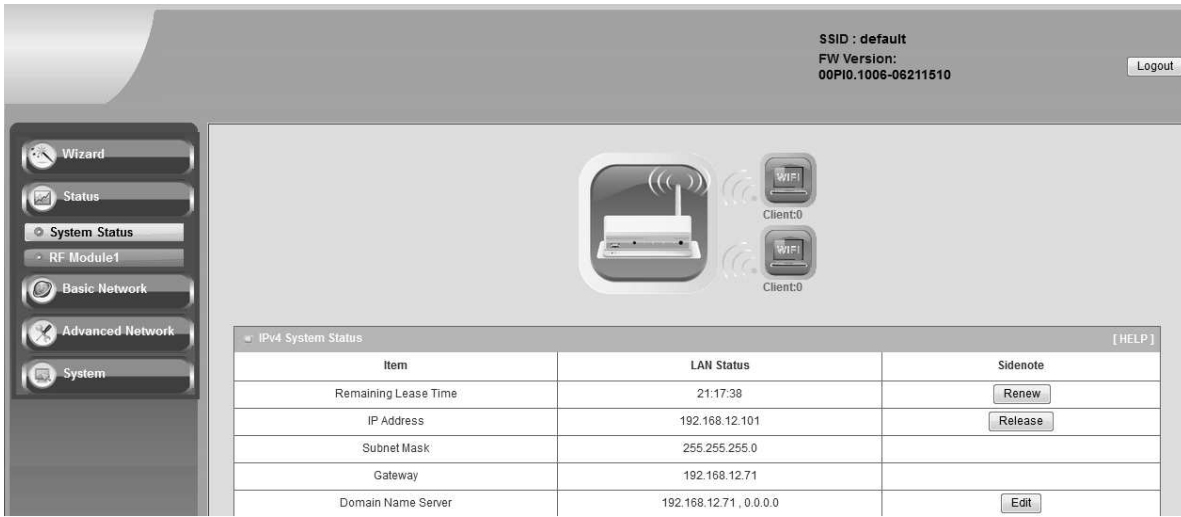 SSID : default
FW Version:
00PI0.1006-06211510
Logout
Wizard
Status
System Status
RF Module1
Basic Network
Advanced Network
System
WIFI
Client:0
WIFI
Client:0
IPv4 System Status [ HELP ]
Item LAN Status Sidenote
Remaining Lease Time 21:17:38 Renew
IP Address 192.168.12.101 Release
Subnet Mask 255.255.255.0
Gateway 192.168.12.71
Domain Name Server 192.168.12.71 , 0.0.0.0 Edit